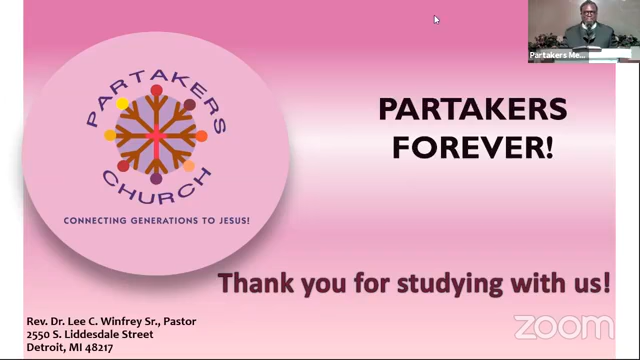 PARTAKERS
CHURCH
CONNECTING GENERATIONS TO JESUS!
PARTAKERS
FOREVER!
Thank you for studying with us!
Rev. Dr. Lee C. Winfrey Sr., Pastor
2550 S. Liddesdale Street
Detroit, MI 48217
Partakers Me...
zoom